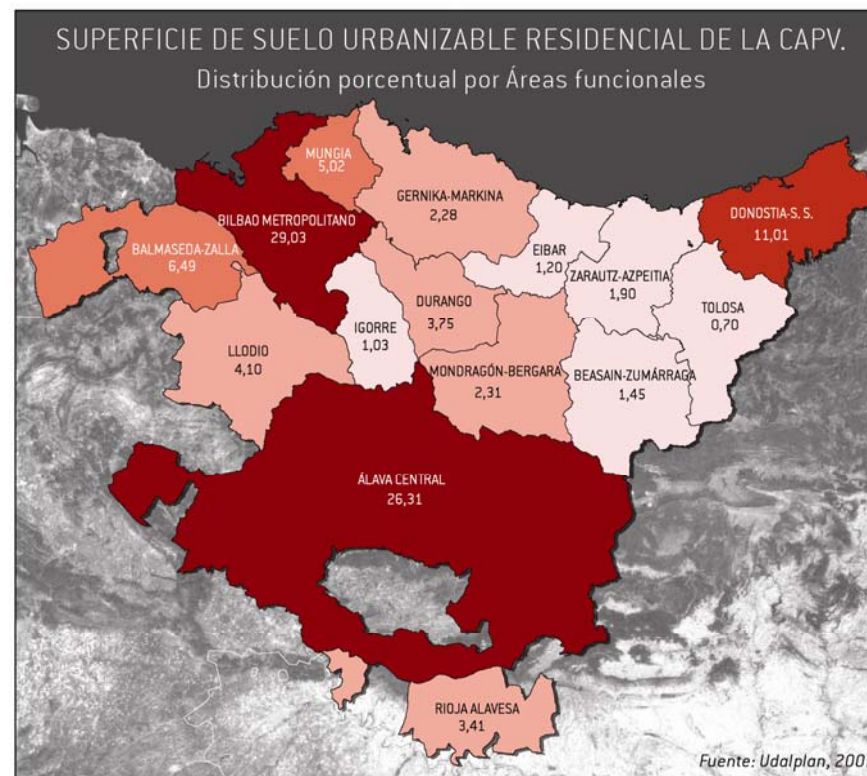 SUPERFICIE DE SUELO URBANIZABLE RESIDENCIAL DE LA CAPV.
Distribución porcentual por Áreas funcionales
MUNGIA
5,02
GERNIKA-MARKINA
2,28
BILBAO METROPOLITANO
29,03
DONOSTIA-S. S.
11,01
BALMASEDA-ZALLA
6,49
EIBAR
1,20
ZARAUTZ-AZPEITIA
1,90
DURANGO
3,75
TOLOSA
0,70
IGORRE
1,03
LLODIO
4,10
MONDRAGÓN-BERGARA
2,31
BEASAIN-ZUMÁRRAGA
1,45
ÁLAVA CENTRAL
26,31
RIOJA ALAVESA
3,41
Fuente: Udalplan, 200